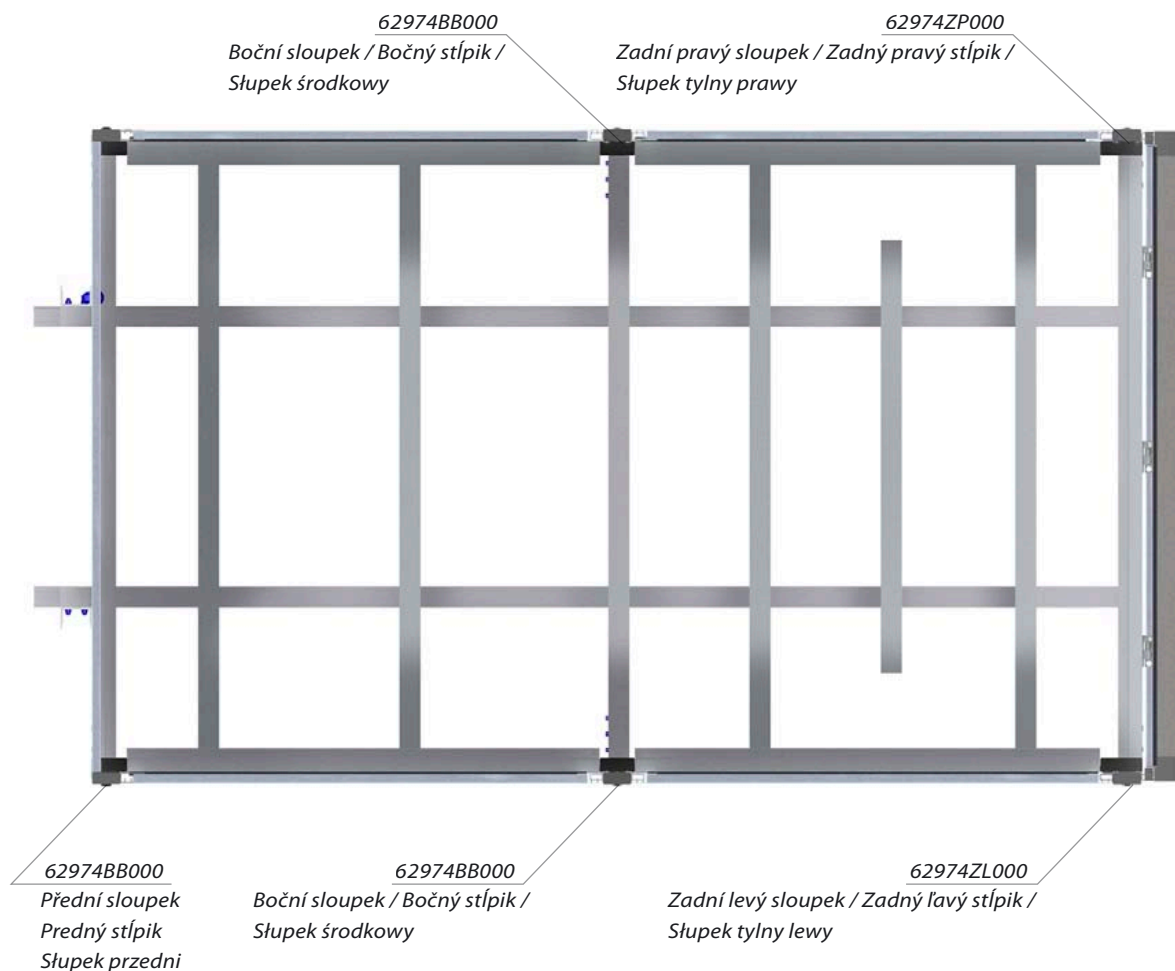 62974BB000
Boční sloupek / Bočný stĺpik /
Słupek środkowy
62974ZP000
Zadní pravý sloupek / Zadný pravý stĺpik /
Słupek tylny prawy
62974BB000
Přední sloupek
Predný stĺpik
Słupek przedni
62974BB000
Boční sloupek / Bočný stĺpik /
Słupek środkowy
62974ZL000
Zadní levý sloupek / Zadný ľavý stĺpik /
Słupek tylny lewy